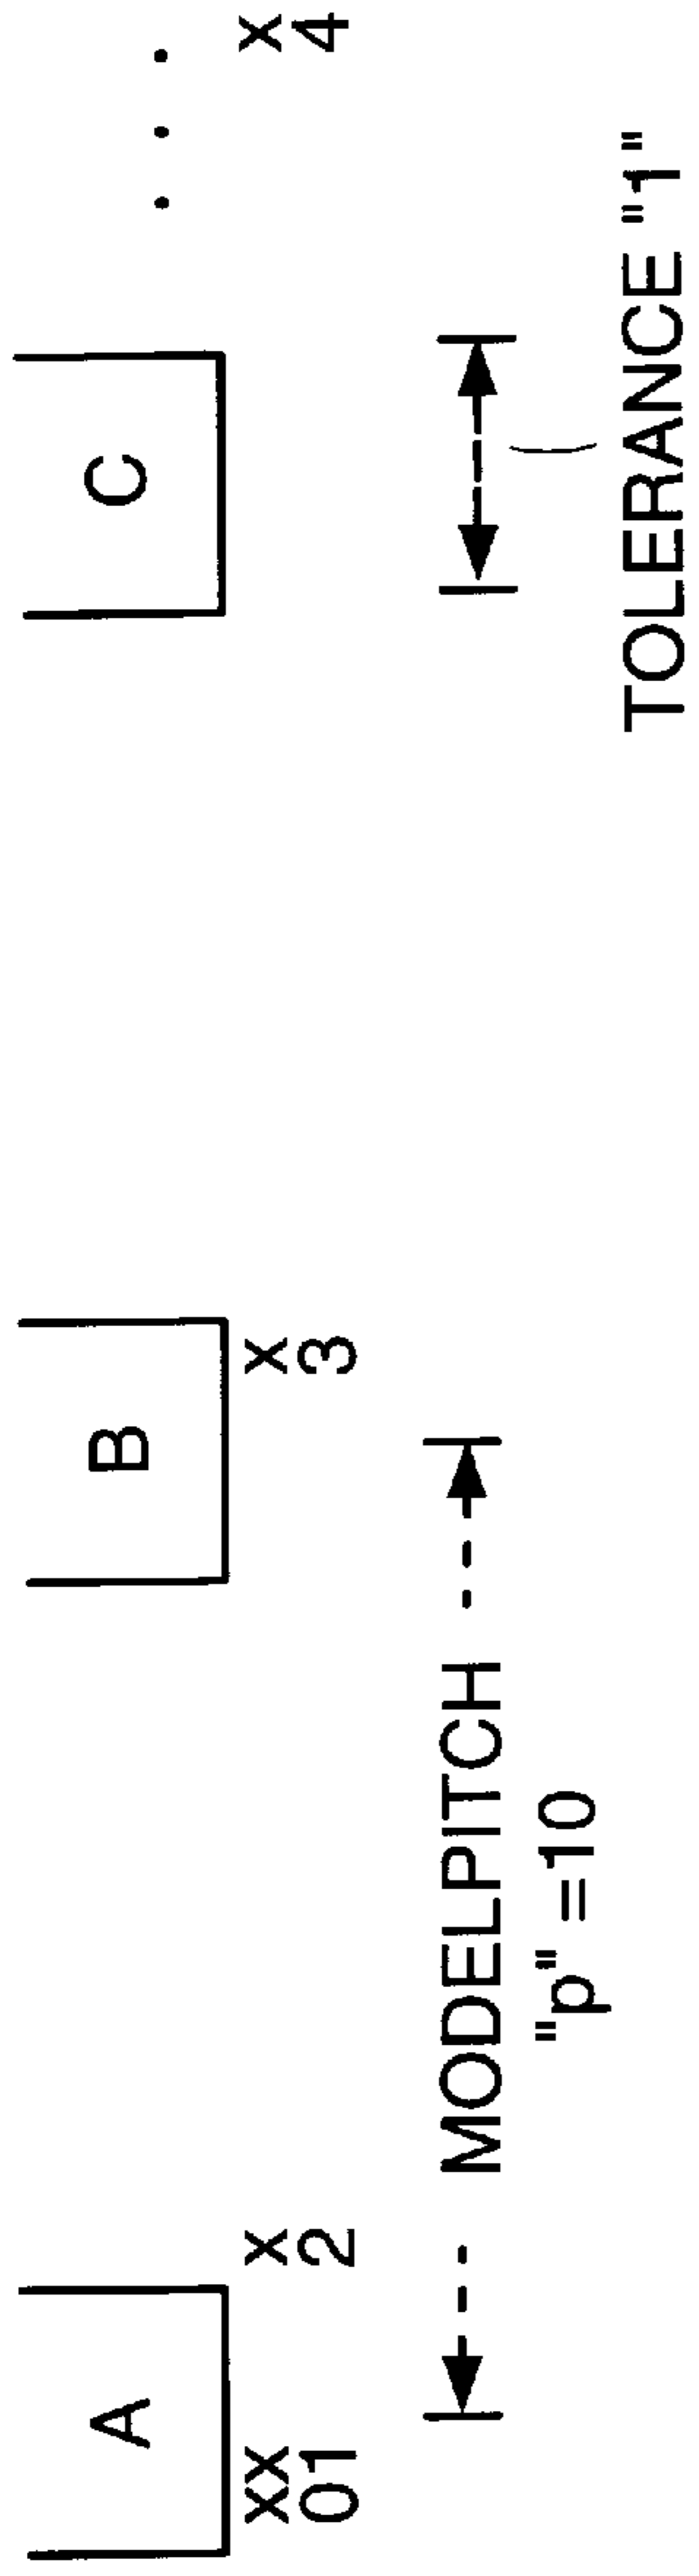 A B C . . .
xx x x x
01 2 3 4
MODELPITCH
"p" =10
TOLERANCE "1"